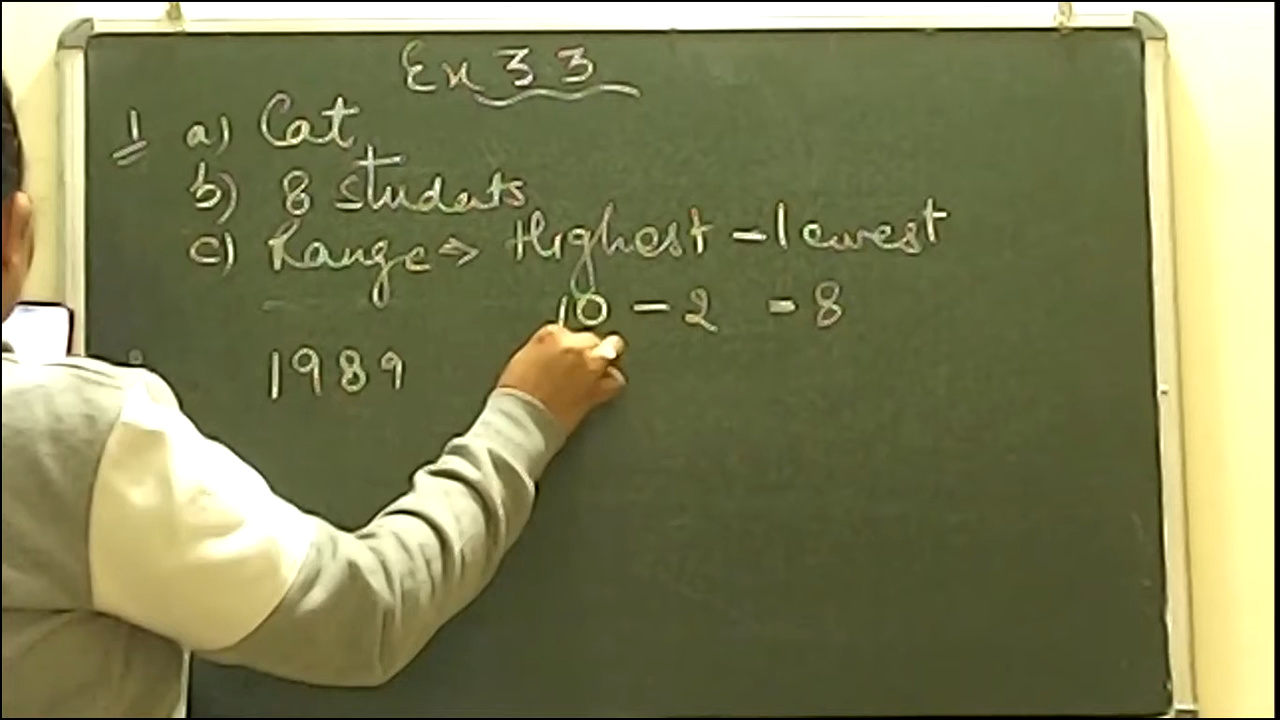 Ex 3 3
1 a) Cat
b) 8 students
c) Range → Highest - lowest
10 - 2 = 8
1989